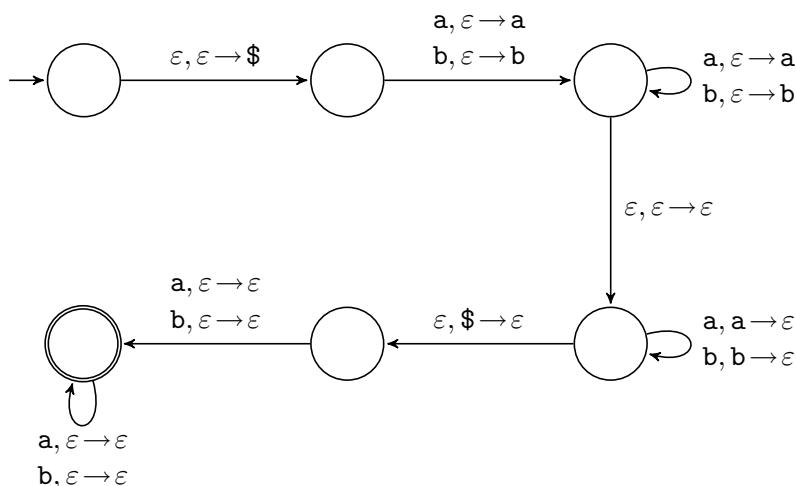 ε, ε → $
a, ε → a
b, ε → b
a, ε → a
b, ε → b
ε, ε → ε
a, ε → ε
b, ε → ε
ε, $ → ε
a, a → ε
b, b → ε
a, ε → ε
b, ε → ε